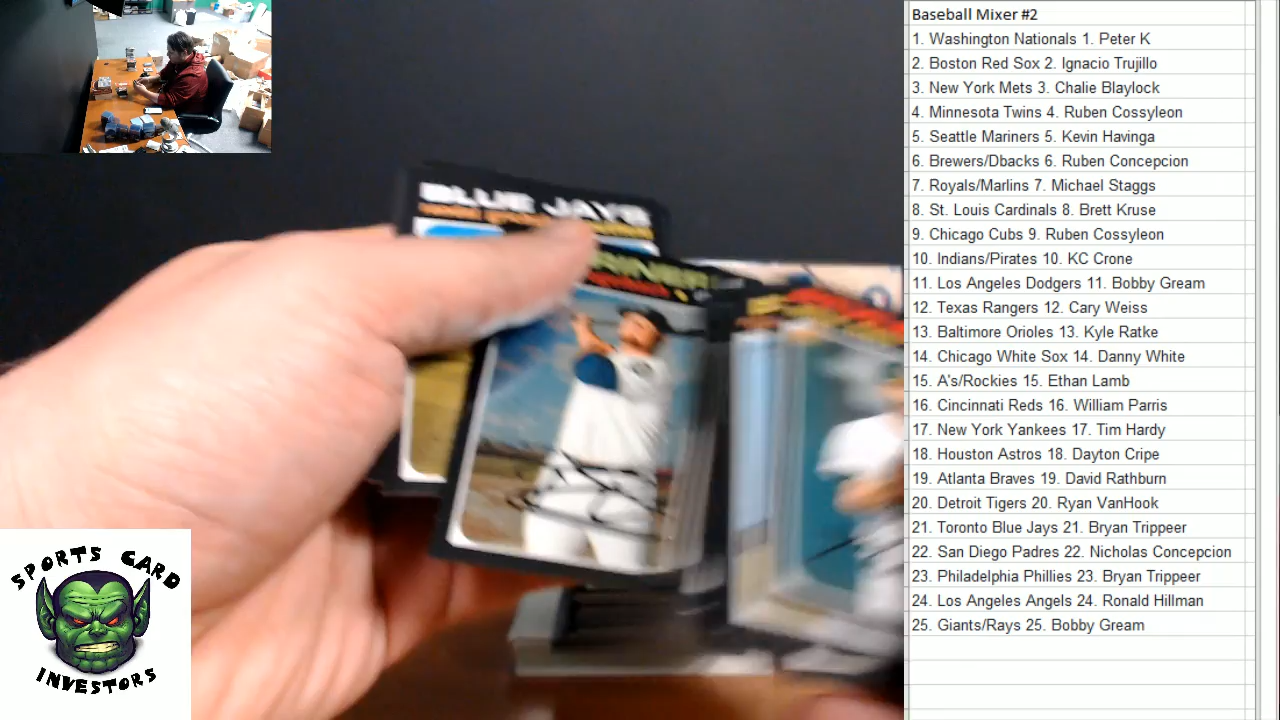 Baseball Mixer #2
1. Washington Nationals 1. Peter K
2. Boston Red Sox 2. Ignacio Trujillo
3. New York Mets 3. Chalie Blaylock
4. Minnesota Twins 4. Ruben Cossyleon
5. Seattle Mariners 5. Kevin Havinga
6. Brewers/Dbacks 6. Ruben Concepcion
7. Royals/Marlins 7. Michael Staggs
8. St. Louis Cardinals 8. Brett Kruse
9. Chicago Cubs 9. Ruben Cossyleon
10. Indians/Pirates 10. KC Crone
11. Los Angeles Dodgers 11. Bobby Gream
12. Texas Rangers 12. Cary Weiss
13. Baltimore Orioles 13. Kyle Ratke
14. Chicago White Sox 14. Danny White
15. A's/Rockies 15. Ethan Lamb
16. Cincinnati Reds 16. William Parris
17. New York Yankees 17. Tim Hardy
18. Houston Astros 18. Dayton Cripe
19. Atlanta Braves 19. David Rathburn
20. Detroit Tigers 20. Ryan VanHook
21. Toronto Blue Jays 21. Bryan Trippeer
22. San Diego Padres 22. Nicholas Concepcion
23. Philadelphia Phillies 23. Bryan Trippeer
24. Los Angeles Angels 24. Ronald Hillman
25. Giants/Rays 25. Bobby Gream
BLUE JAYS
SPORTS CARD
INVESTORS